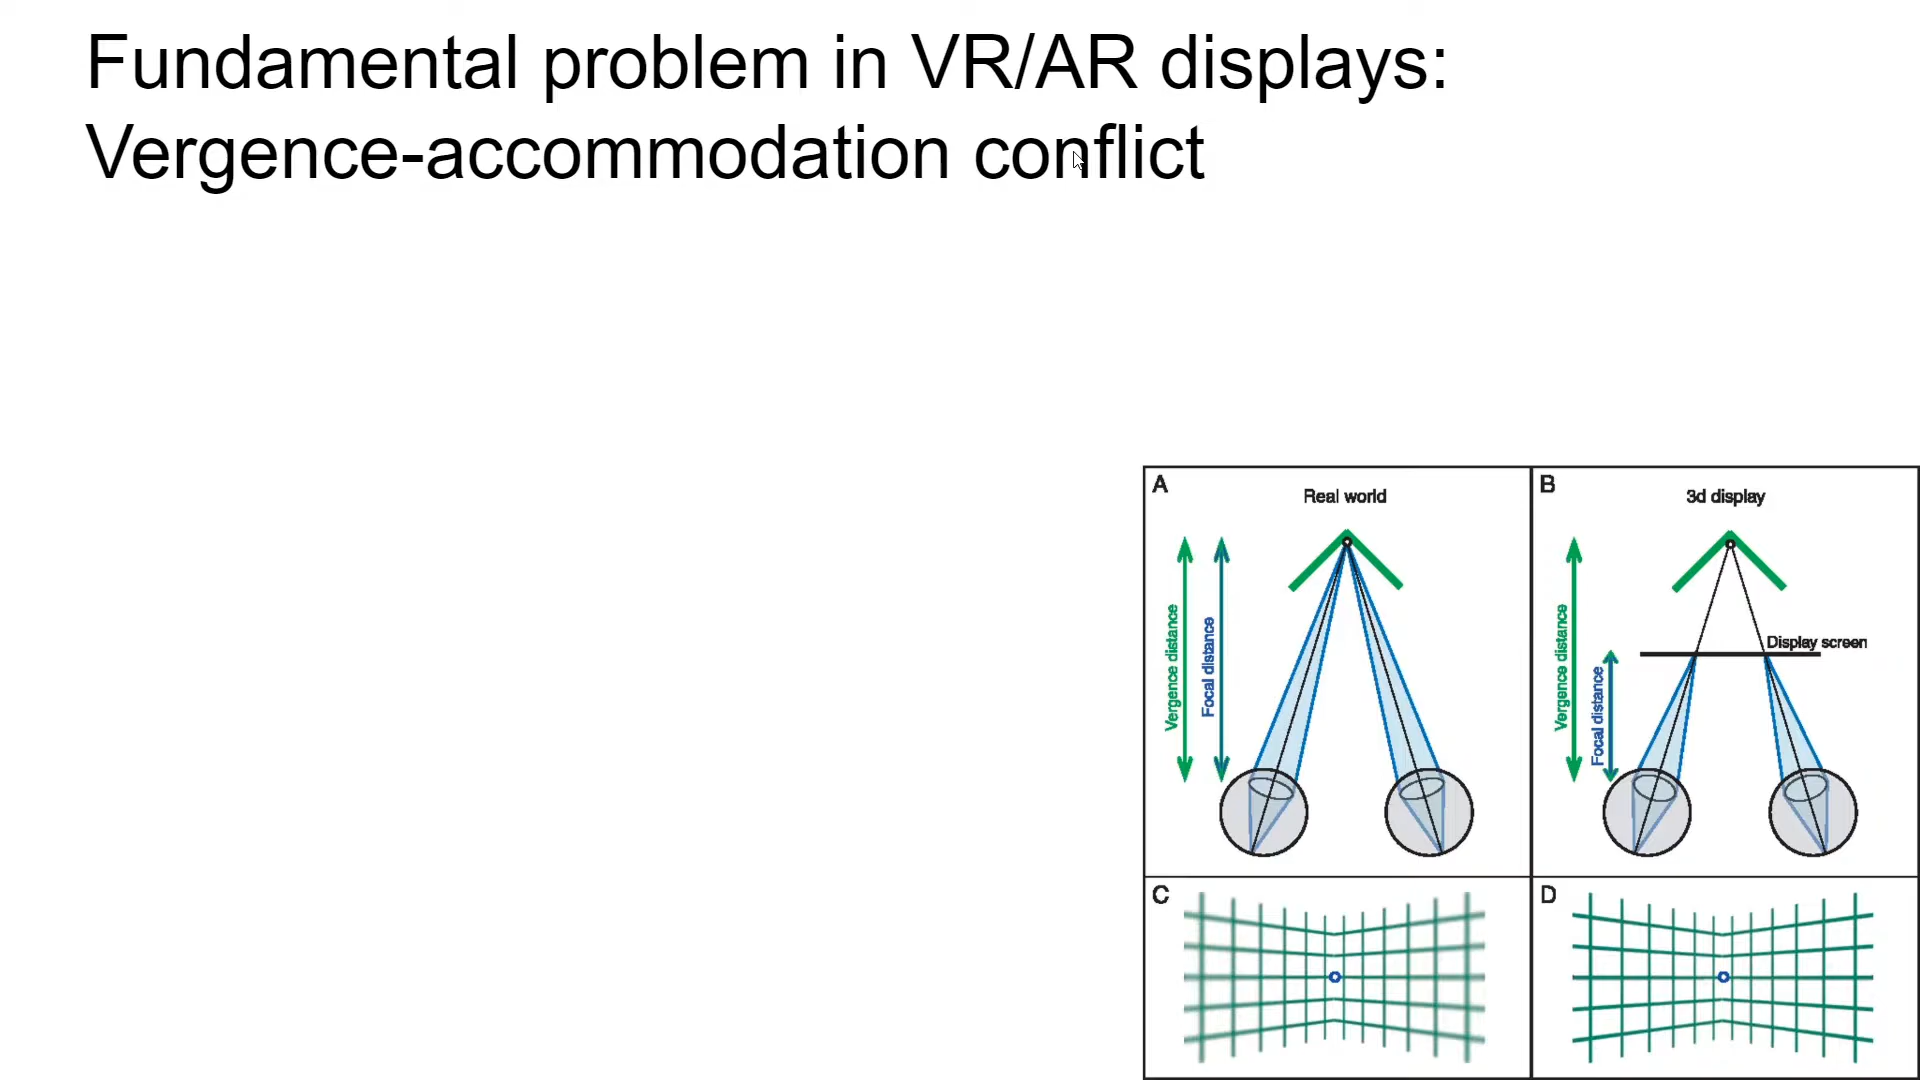 Fundamental problem in VR/AR displays:
Vergence-accommodation conflict
A
Real world
Vergence distance
Focal distance
B
3d display
Display screen
Vergence distance
Focal distance
C
D